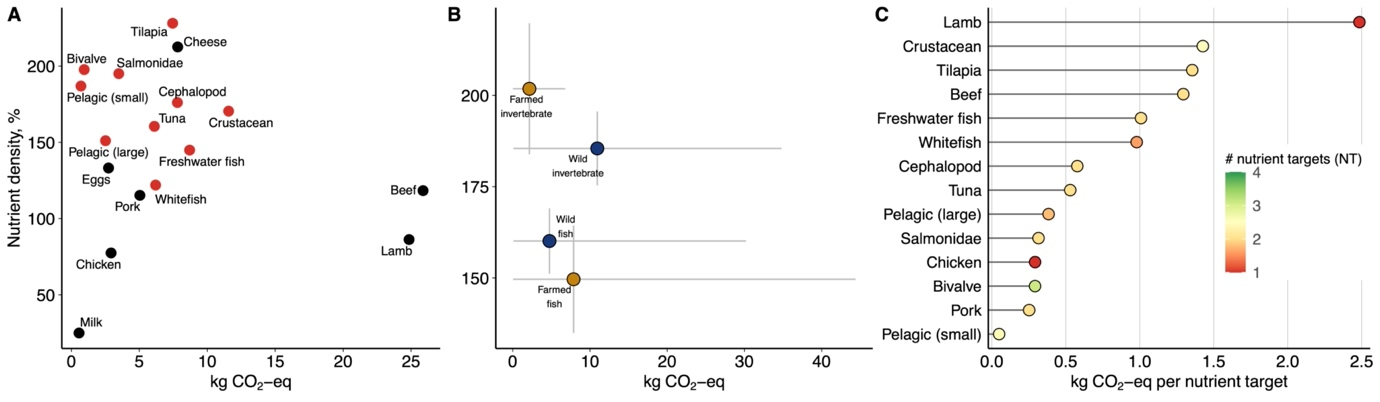 A
Nutrient density, %
200
150
100
50
0
5
10
15
20
25
kg CO₂−eq
Tilapia
Cheese
Bivalve
Salmonidae
Pelagic (small)
Cephalopod
Tuna
Crustacean
Pelagic (large)
Freshwater fish
Eggs
Whitefish
Pork
Beef
Lamb
Chicken
Milk
B
200
175
150
0
10
20
30
40
kg CO₂−eq
Farmed
invertebrate
Wild
invertebrate
Wild
fish
Farmed
fish
C
Lamb
Crustacean
Tilapia
Beef
Freshwater fish
Whitefish
Cephalopod
Tuna
Pelagic (large)
Salmonidae
Chicken
Bivalve
Pork
Pelagic (small)
0.0
0.5
1.0
1.5
2.0
2.5
kg CO₂−eq per nutrient target
# nutrient targets (NT)
4
3
2
1